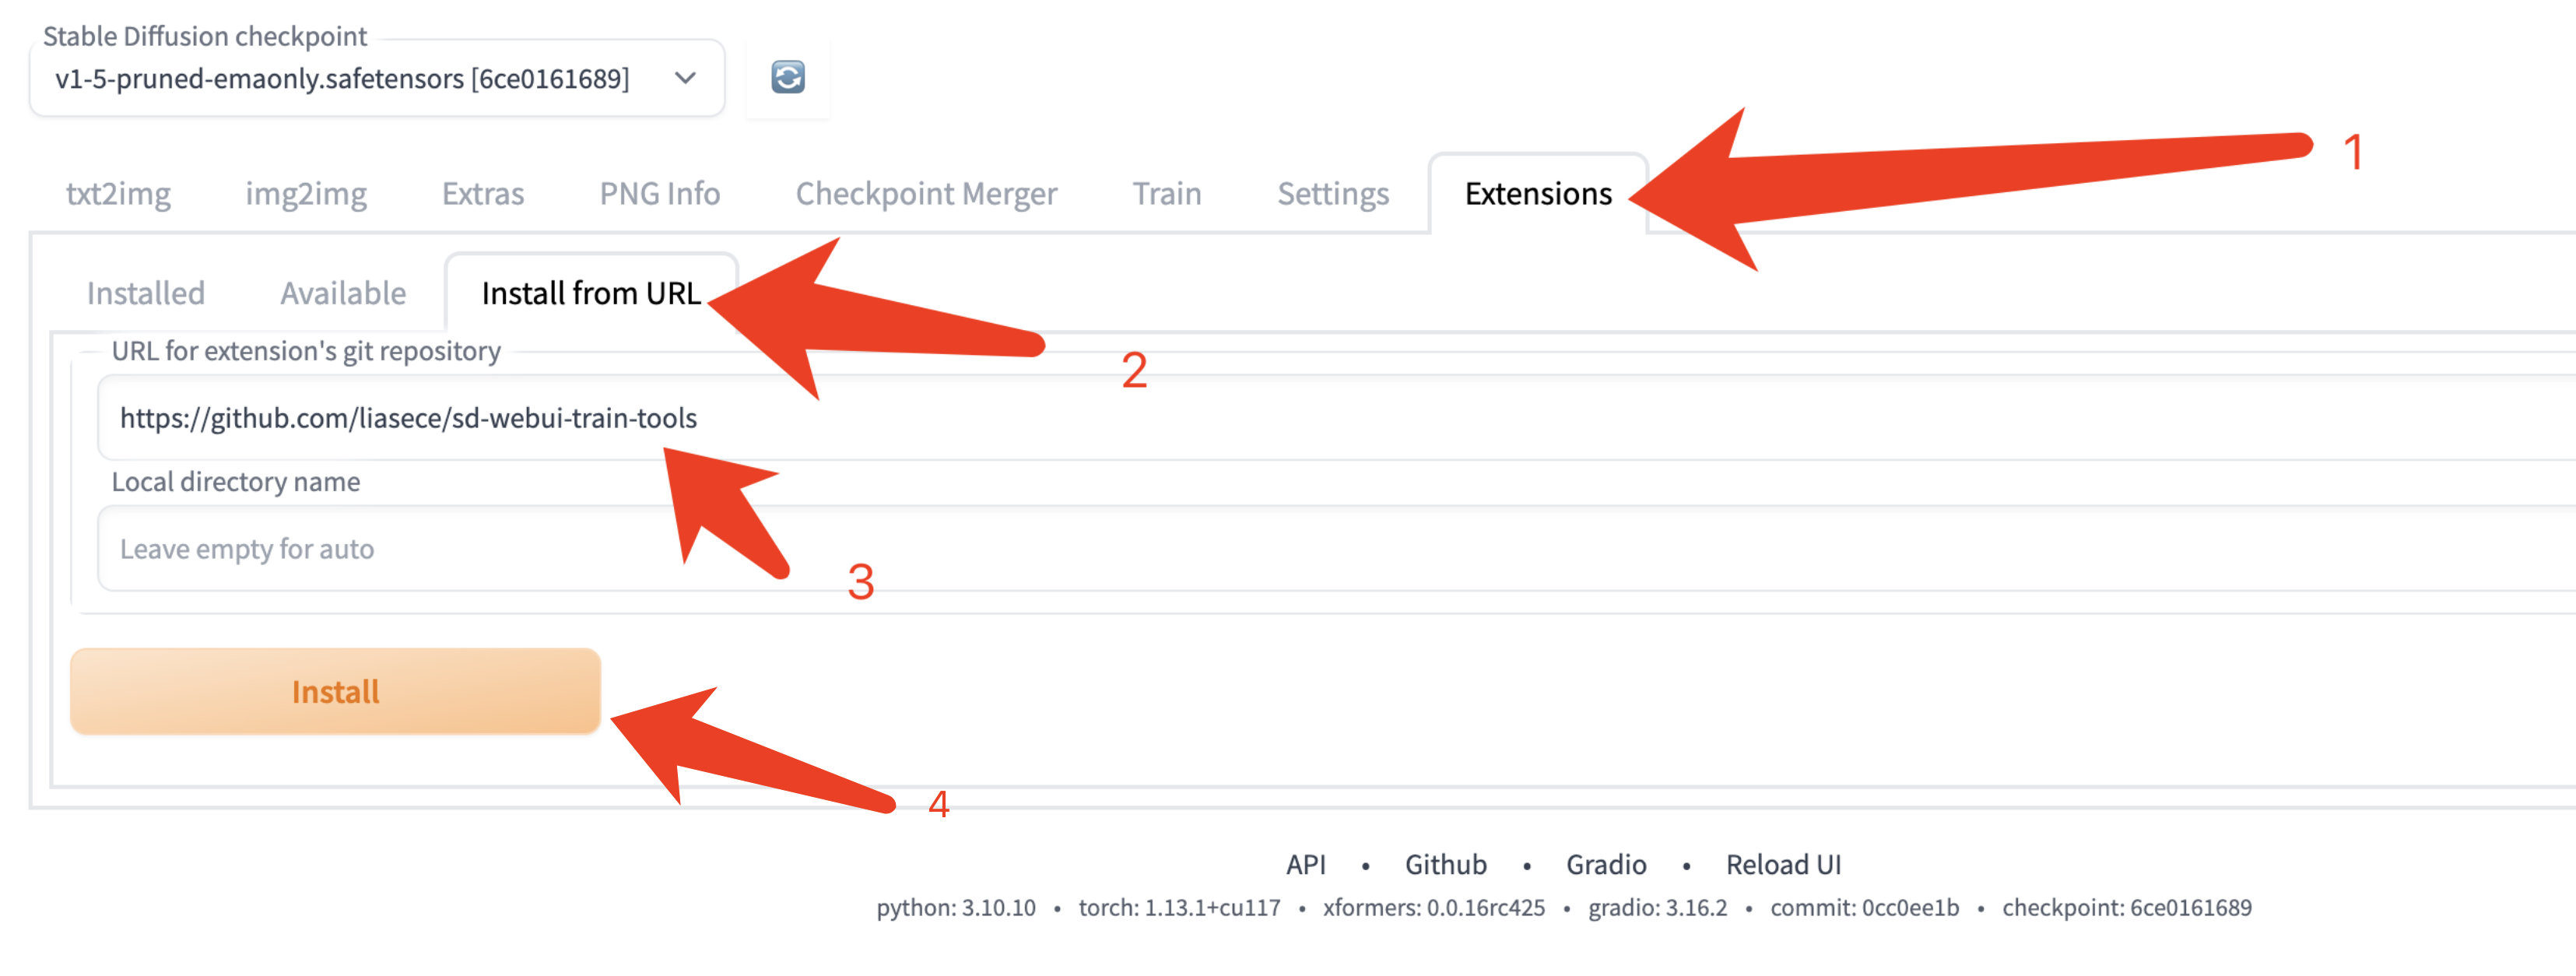 Stable Diffusion checkpoint
v1-5-pruned-emaonly.safetensors [6ce0161689]
1
txt2img img2img Extras PNG Info Checkpoint Merger Train Settings Extensions
Installed Available Install from URL
URL for extension's git repository
2
https://github.com/liasece/sd-webui-train-tools
Local directory name
Leave empty for auto
3
Install
4
API • Github • Gradio • Reload UI
python: 3.10.10 • torch: 1.13.1+cu117 • xformers: 0.0.16rc425 • gradio: 3.16.2 • commit: 0cc0ee1b • checkpoint: 6ce0161689